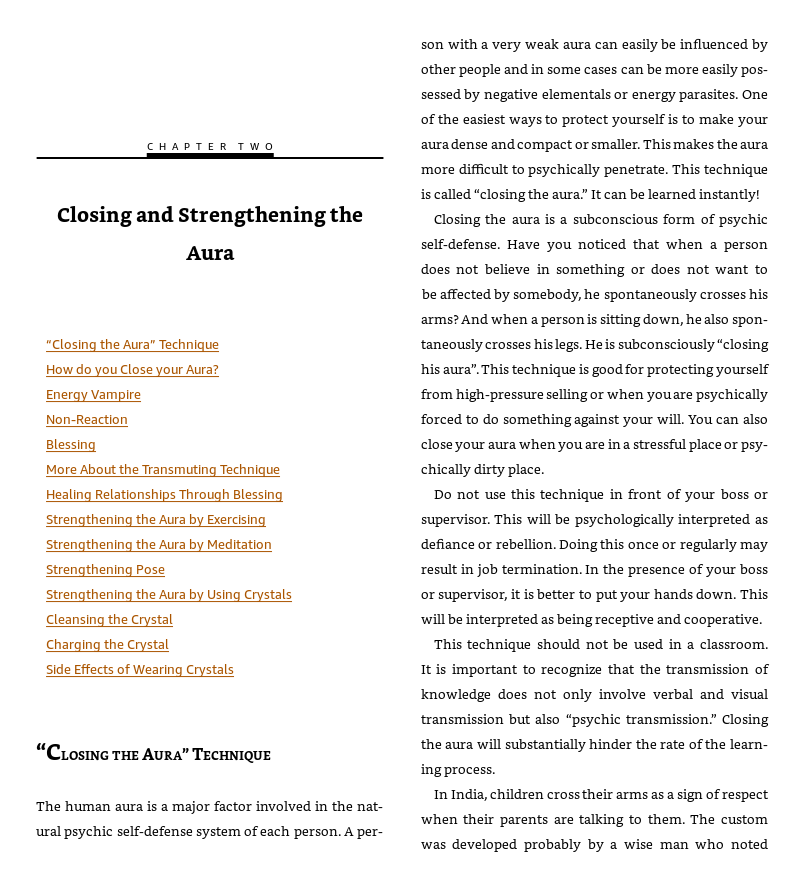 CHAPTER TWO
Closing and Strengthening the
Aura
“Closing the Aura” Technique
How do you Close your Aura?
Energy Vampire
Non-Reaction
Blessing
More About the Transmuting Technique
Healing Relationships Through Blessing
Strengthening the Aura by Exercising
Strengthening the Aura by Meditation
Strengthening Pose
Strengthening the Aura by Using Crystals
Cleansing the Crystal
Charging the Crystal
Side Effects of Wearing Crystals
“Closing the Aura” Technique
The human aura is a major factor involved in the nat-
ural psychic self-defense system of each person. A per-
son with a very weak aura can easily be influenced by
other people and in some cases can be more easily pos-
sessed by negative elementals or energy parasites. One
of the easiest ways to protect yourself is to make your
aura dense and compact or smaller. This makes the aura
more difficult to psychically penetrate. This technique
is called “closing the aura.” It can be learned instantly!
Closing the aura is a subconscious form of psychic
self-defense. Have you noticed that when a person
does not believe in something or does not want to
be affected by somebody, he spontaneously crosses his
arms? And when a person is sitting down, he also spon-
taneously crosses his legs. He is subconsciously “closing
his aura”. This technique is good for protecting yourself
from high-pressure selling or when you are psychically
forced to do something against your will. You can also
close your aura when you are in a stressful place or psy-
chically dirty place.
Do not use this technique in front of your boss or
supervisor. This will be psychologically interpreted as
defiance or rebellion. Doing this once or regularly may
result in job termination. In the presence of your boss
or supervisor, it is better to put your hands down. This
will be interpreted as being receptive and cooperative.
This technique should not be used in a classroom.
It is important to recognize that the transmission of
knowledge does not only involve verbal and visual
transmission but also “psychic transmission.” Closing
the aura will substantially hinder the rate of the learn-
ing process.
In India, children cross their arms as a sign of respect
when their parents are talking to them. The custom
was developed probably by a wise man who noted